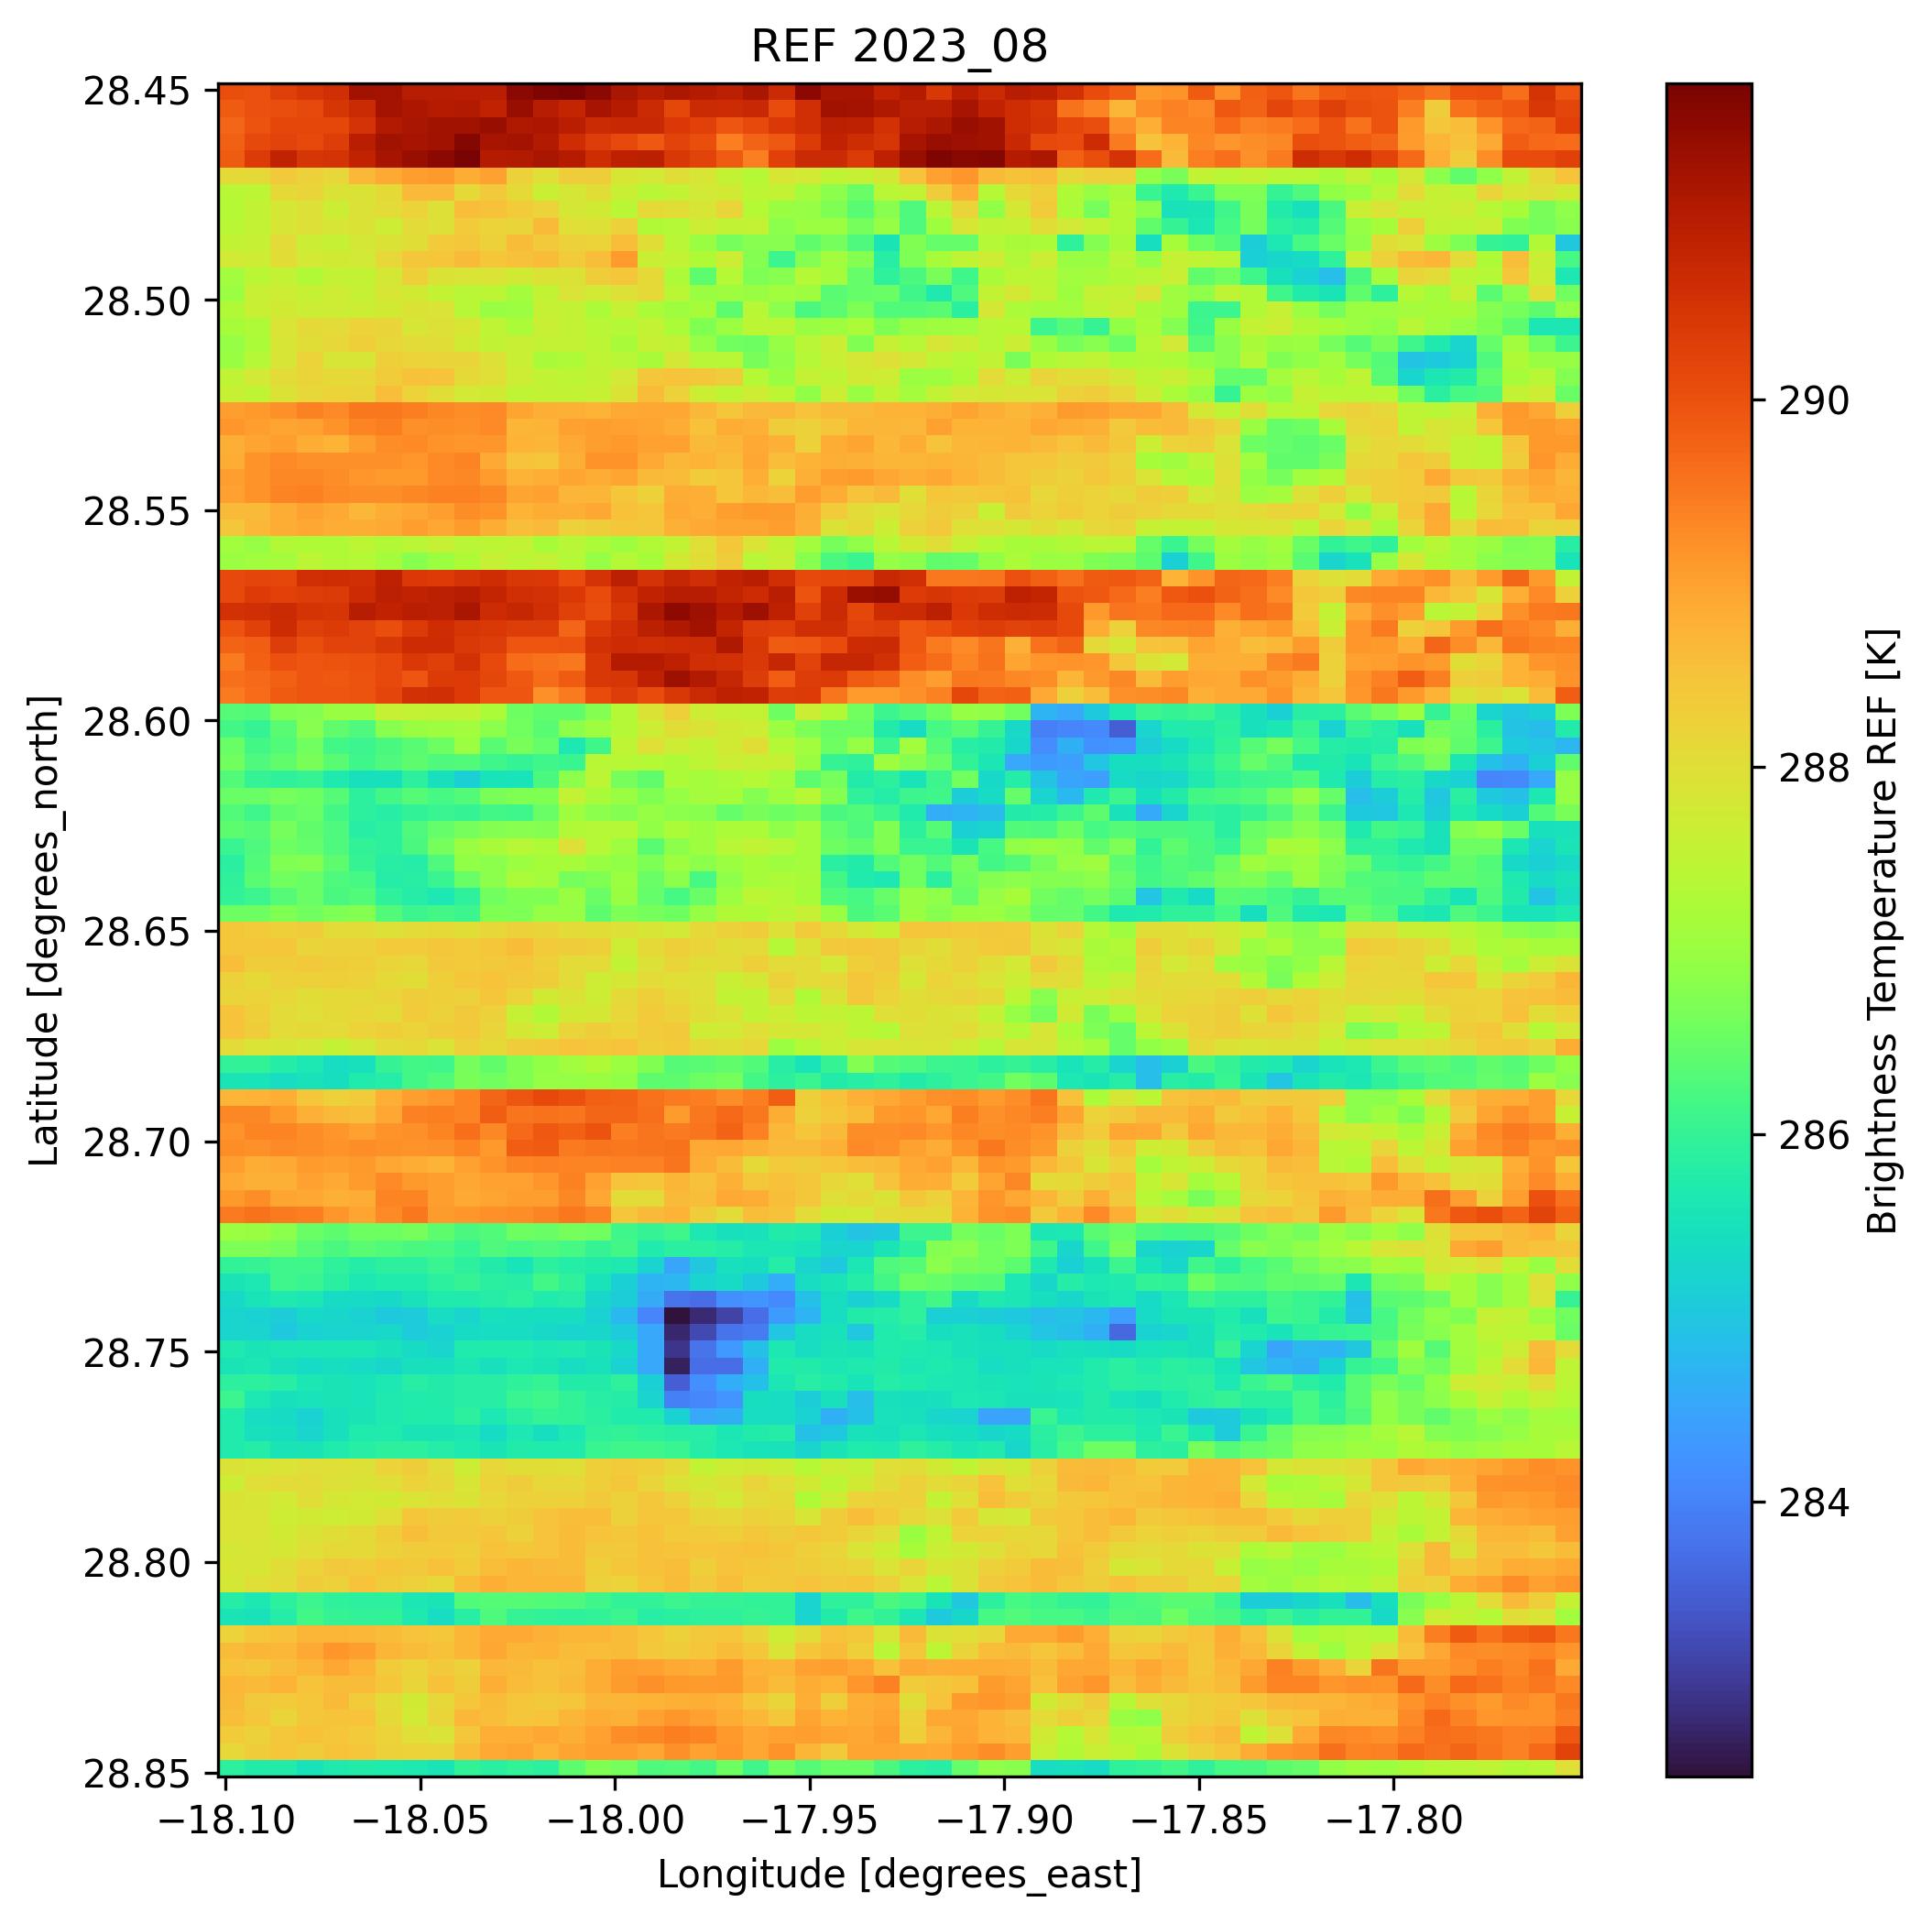 REF 2023_08
28.45
28.50
28.55
28.60
28.65
28.70
28.75
28.80
28.85
Latitude [degrees_north]
−18.10 −18.05 −18.00 −17.95 −17.90 −17.85 −17.80
Longitude [degrees_east]
290
288
286
284
Brightness Temperature REF [K]